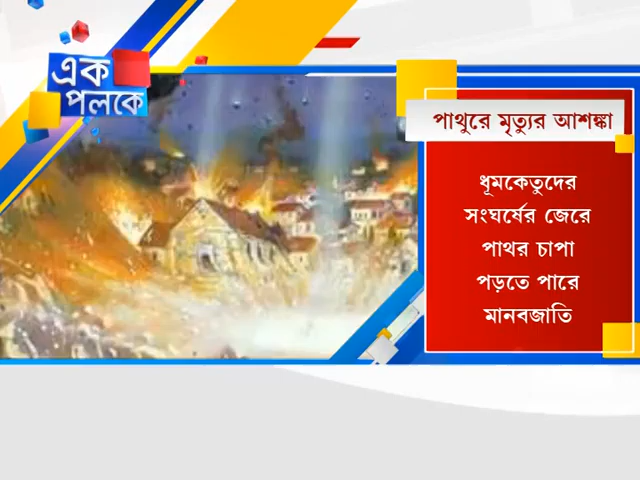 এক
পলকে
পাথুরে মৃত্যুর আশঙ্কা
ধূমকেতুদের
সংঘর্ষের জেরে
পাথর চাপা
পড়তে পারে
মানবজাতি